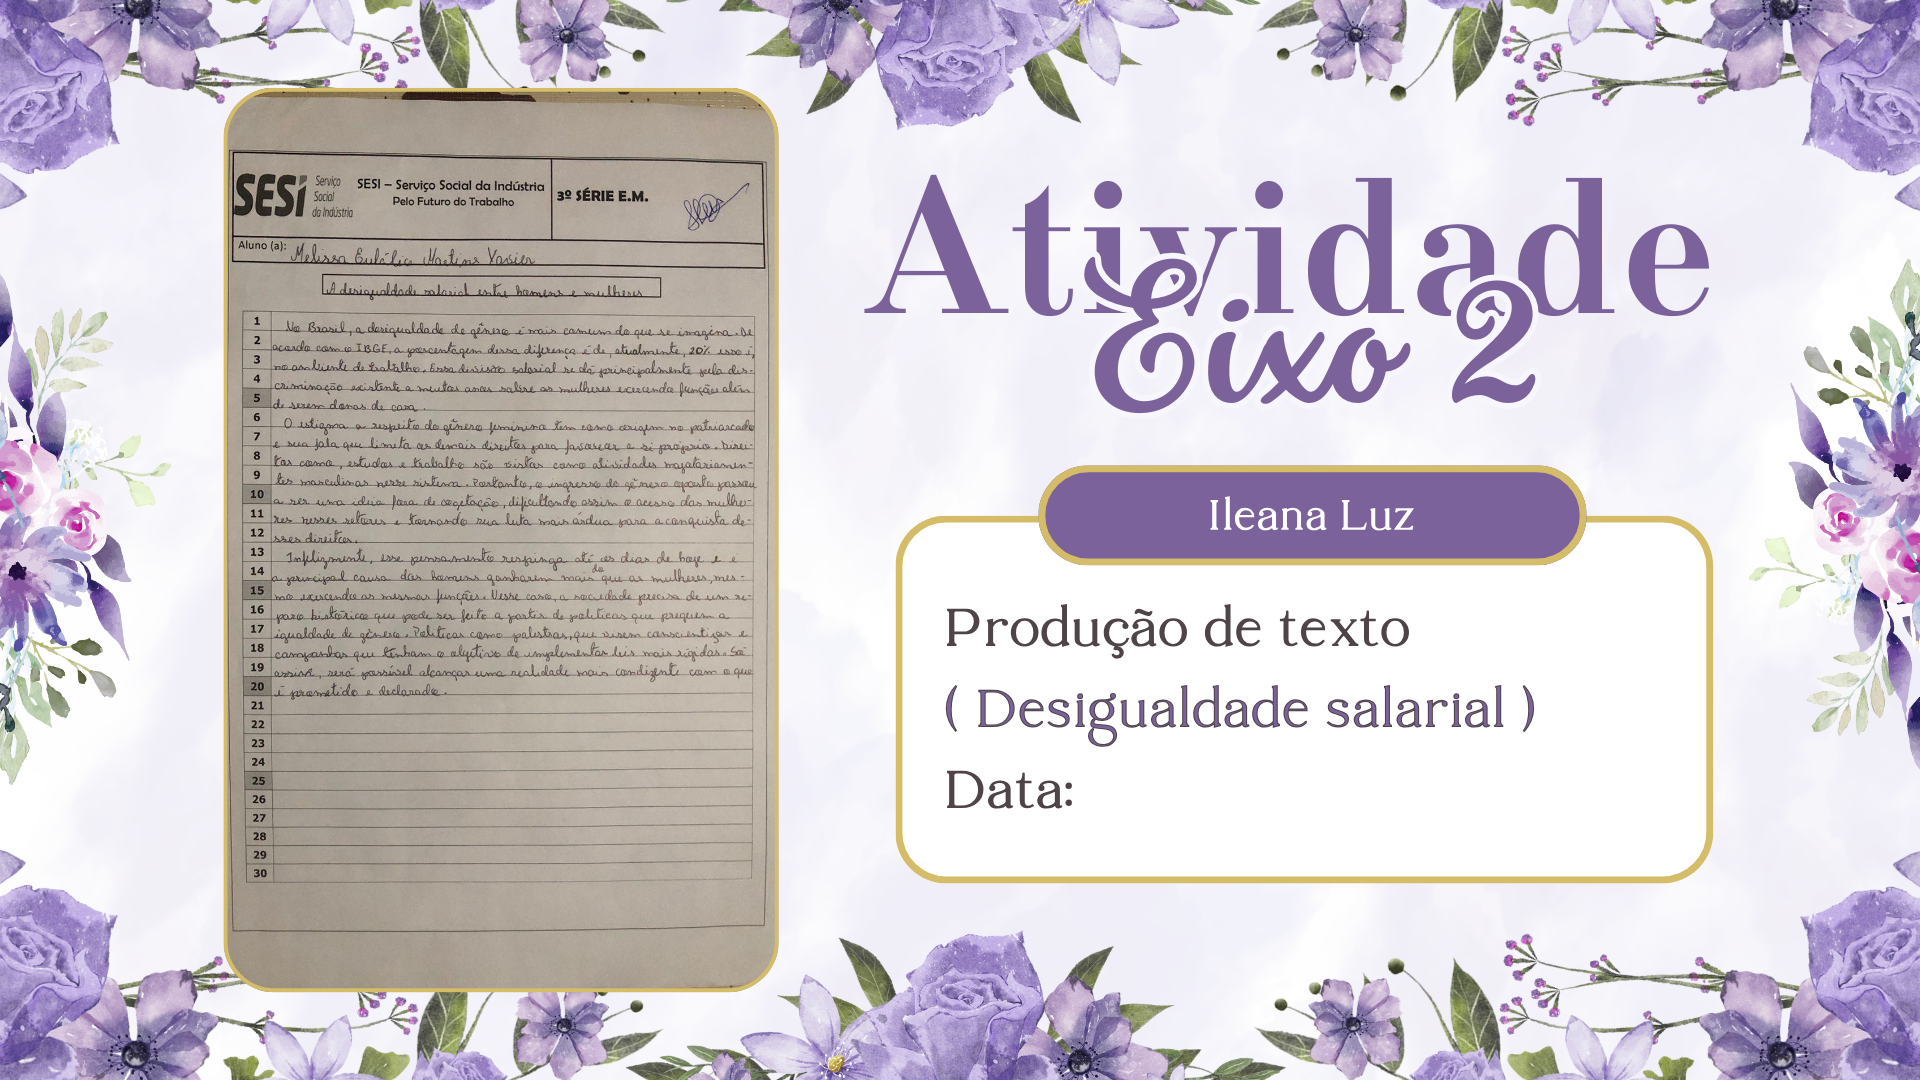 SESI
Serviço
Social
da Indústria
SESI – Serviço Social da Indústria
Pelo Futuro do Trabalho
3º SÉRIE E.M.
Aluno (a): Melissa Eulália Martins Xavier
A desigualdade salarial entre homens e mulheres
1 No Brasil, a desigualdade de gênero é mais comum do que se imagina. De
2 acordo com o IBGE, a porcentagem dessa diferença é de, atualmente, 20% isso é,
3 no ambiente de trabalho. Essa divisão salarial se dá principalmente pela dis-
4 criminação existente a muitos anos sobre as mulheres exercendo função além
5 de serem donas de casa.
6 O estigma a respeito do gênero feminino tem como origem no patriarcado
7 e sua fala que limita os demais direitos para favorecer a si próprio. Direi-
8 tos como, estudos e trabalho são vistos como atividades majotariamen-
9 tes masculinas nesse sistema. Portanto, o ingresso do gênero oposto passou
10 a ser uma ideia fora de cogitação, dificultando assim o acesso das mulhe-
11 res nesses setores e tornando sua luta mais árdua para a conquista de-
12 sses direitos.
13 Infelizmente, esse pensamento respinga até os dias de hoje e é
14 a principal causa dos homens ganharem mais do que as mulheres, mes-
15 mo exercendo as mesmas funções. Nesse caso, a sociedade precisa de um re-
16 paro histórico que pode ser feito a partir de políticas que preguem a
17 igualdade de gênero. Políticas como palestras, que visem conscientizar e
18 campanhas que tenham o objetivo de implementar leis mais rígidas. Só
19 assim, será possível alcançar uma realidade mais condizente com o que
20 é prometido e declarado.
21
22
23
24
25
26
27
28
29
30
Atividade
Eixo 2
Ileana Luz
Produção de texto
( Desigualdade salarial )
Data: